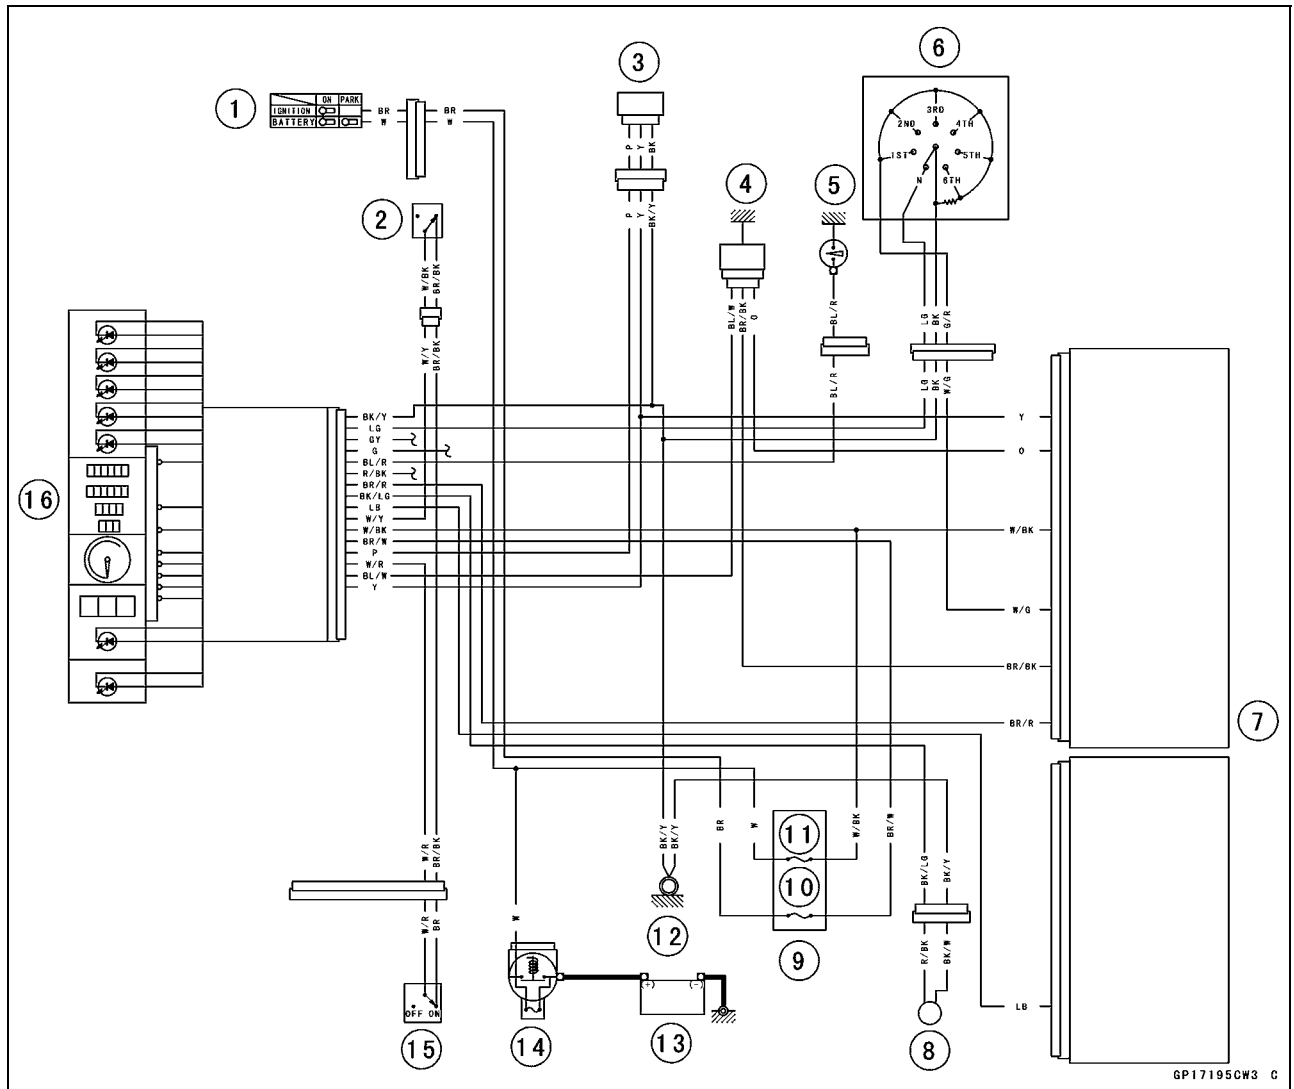 6
3
1
ON PARK
IGNITION
BATTERY
BR
W
BR
W
P
Y
BK
3RD
2ND
4TH
1ST
5TH
N
6TH
2
4
5
P
Y
BK/Y
W/BK
BR/BK
BL/W
BR/BK
O
BL/R
LG
BK
G/R
W/Y
BR/BK
BL/R
LG
BK
W/G
16
BK/Y
LG
GY
G
BL/R
R/BK
BR/R
BK/LG
LB
W/Y
W/BK
BR/W
P
W/R
BL/W
Y
Y
O
W/BK
W/G
BR/BK
BR/R
7
W/R
BR/BK
BK/Y
BK/Y
BR
W
11
10
W/BK
BR/W
BK/LG
BK/Y
W/R
BR
W
12
9
R/BK
BK/W
(+)
(-)
LB
OFF ON
15
14
13
8
GP17195CW3 C